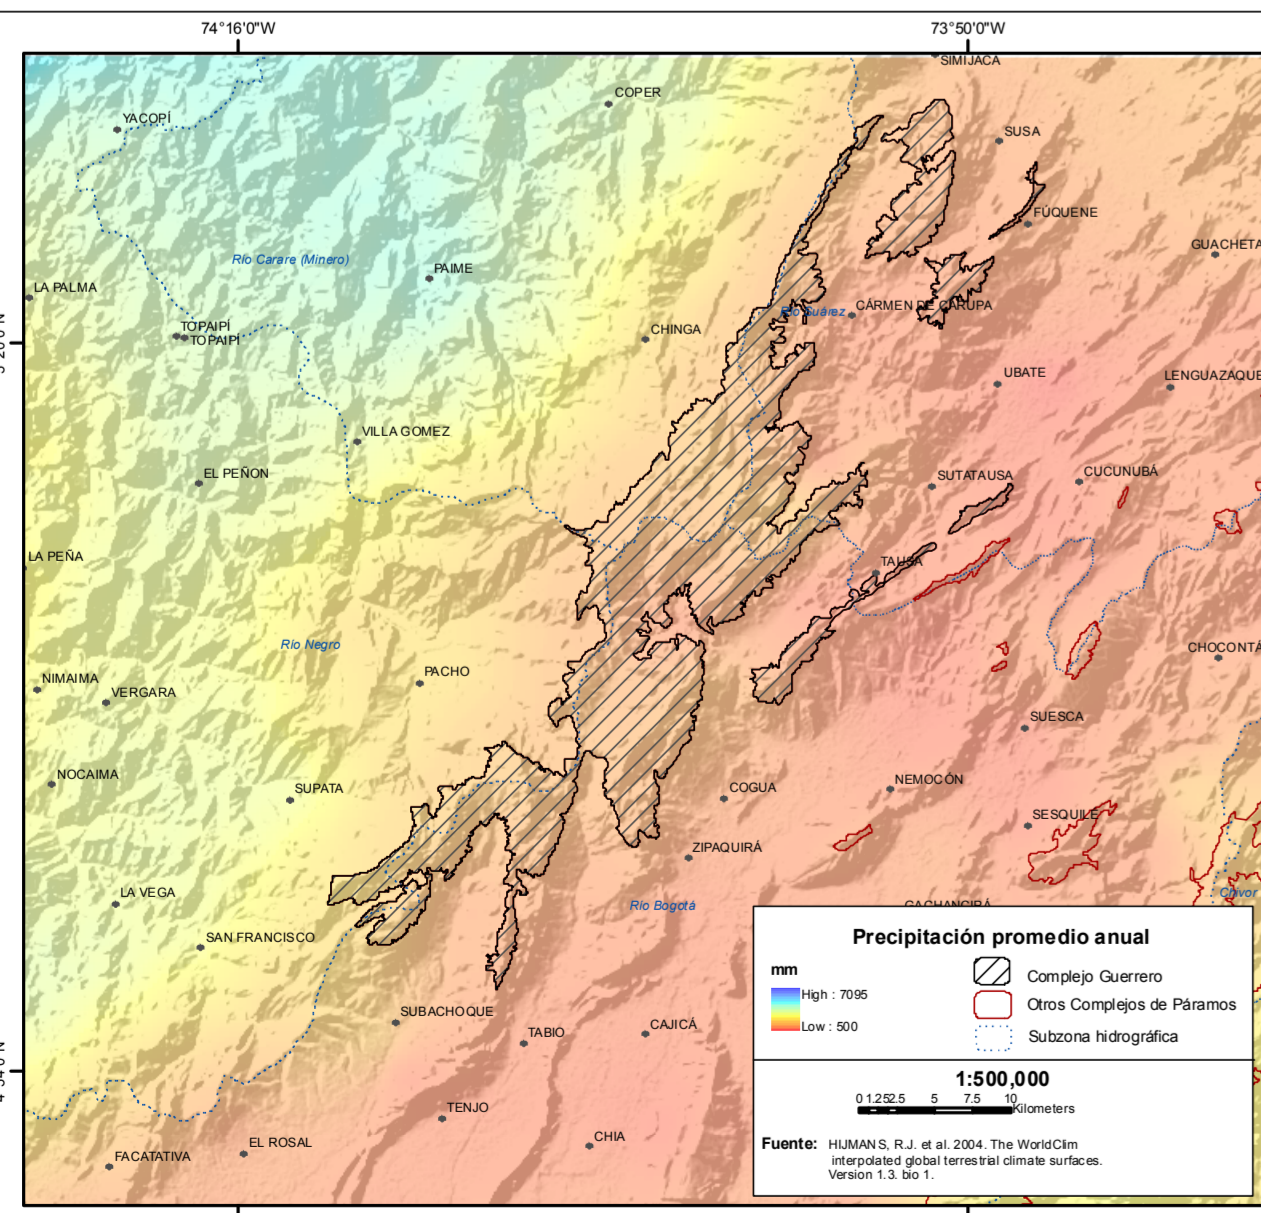 74°16'0"W
73°50'0"W
SIMIJACA
COPER
YACOPÍ
SUSA
FÚQUENE
GUACHETA
Río Carare (Minero)
PAIME
LA PALMA
CÁRMEN DE CARUPA
Río Suárez
TOPAIPÍ
TOPAIPÍ
CHINGA
UBATE
LENGUAZAQUE
VILLA GOMEZ
EL PEÑON
SUTATAUSA
CUCUNUBÁ
LA PEÑA
TAUSA
Río Negro
CHOCONTÁ
PACHO
NIMAIMA
VERGARA
SUESCA
NOCAIMA
SUPATA
COGUA
NEMOCÓN
SESQUILÉ
ZIPAQUIRÁ
LA VEGA
Río Bogotá
Chivor
GACHANCIPÁ
SAN FRANCISCO
SUBACHOQUE
TABIO
CAJICÁ
TENJO
CHIA
EL ROSAL
FACATATIVA
Precipitación promedio anual
mm
High : 7095
Low : 500
Complejo Guerrero
Otros Complejos de Páramos
Subzona hidrográfica
1:500,000
0 1.252.5 5 7.5 10
Kilometers
Fuente: HIJMANS, R.J. et al. 2004. The WorldClim
interpolated global terrestrial climate surfaces.
Version 1.3. bio 1.